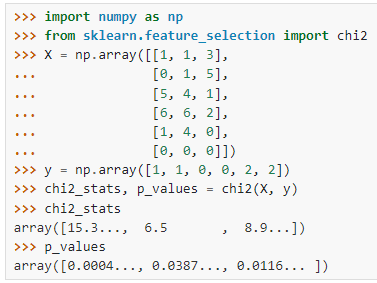 >>> import numpy as np
>>> from sklearn.feature_selection import chi2
>>> X = np.array([[1, 1, 3],
...               [0, 1, 5],
...               [5, 4, 1],
...               [6, 6, 2],
...               [1, 4, 0],
...               [0, 0, 0]])
>>> y = np.array([1, 1, 0, 0, 2, 2])
>>> chi2_stats, p_values = chi2(X, y)
>>> chi2_stats
array([15.3...,  6.5       ,  8.9...])
>>> p_values
array([0.0004..., 0.0387..., 0.0116... ])